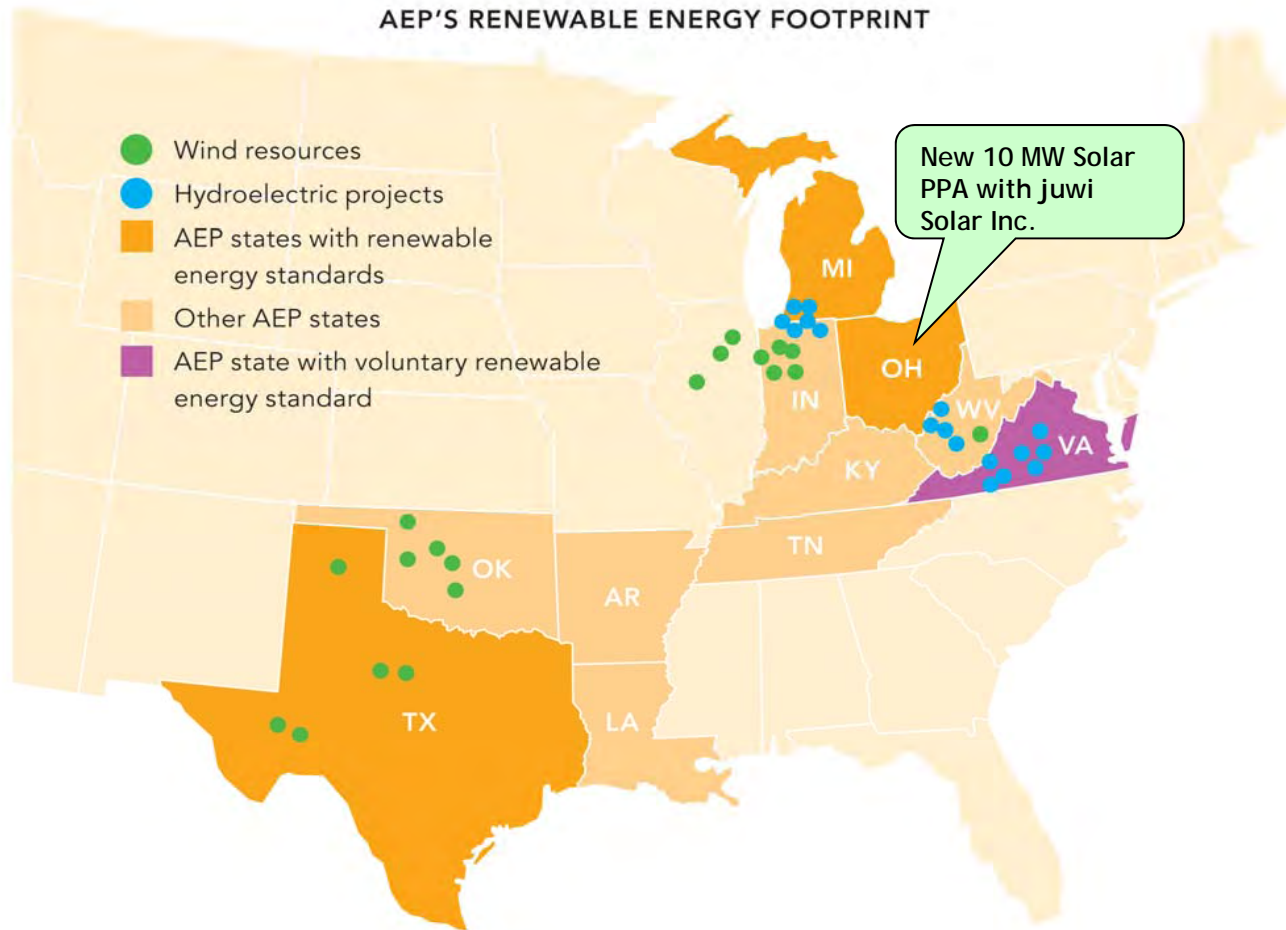 AEP'S RENEWABLE ENERGY FOOTPRINT
Wind resources
Hydroelectric projects
AEP states with renewable
energy standards
Other AEP states
AEP state with voluntary renewable
energy standard
New 10 MW Solar
PPA with juwi
Solar Inc.
MI
OH
IN
WV
VA
KY
TN
OK
AR
TX
LA